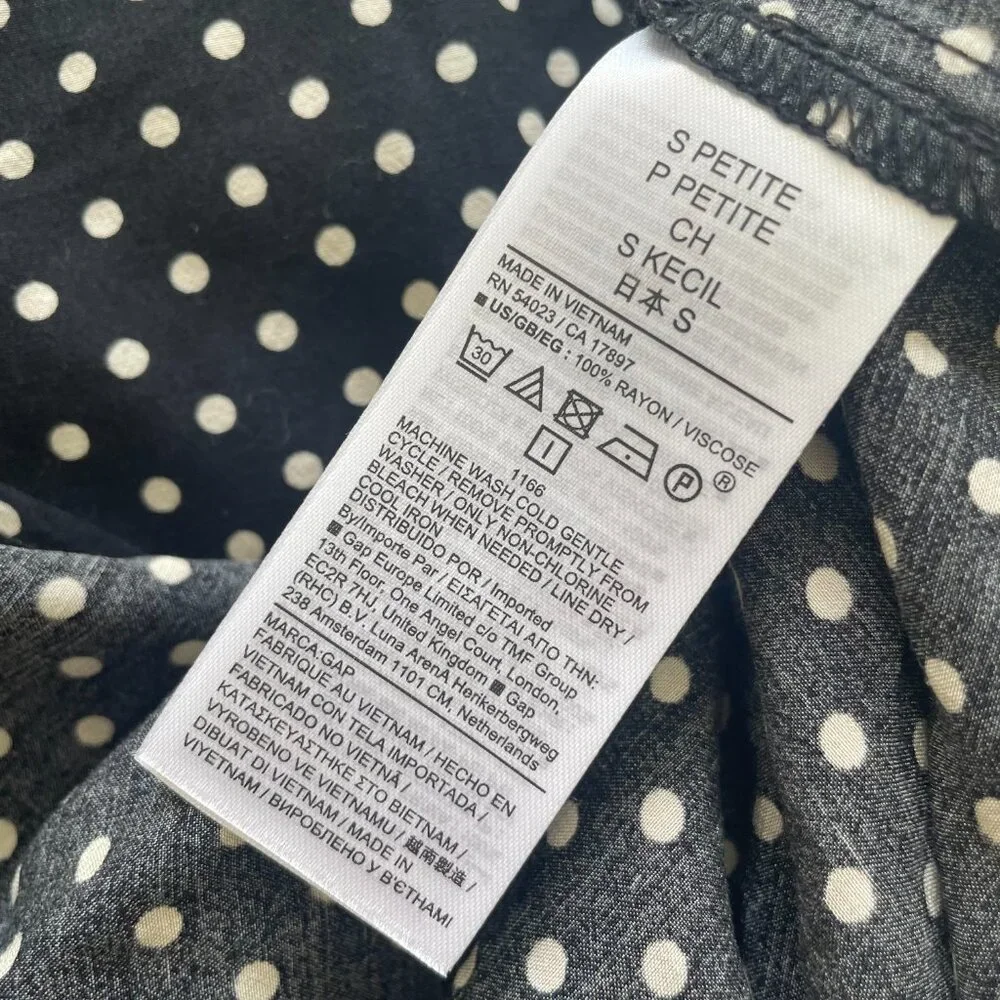 S PETITE
P PETITE
CH
S KECIL
日本 S
MADE IN VIETNAM
RN 54023 / CA 17897
■ US/GB/EG : 100% RAYON / VISCOSE
30
P
®
1166
MACHINE WASH COLD GENTLE
CYCLE / REMOVE PROMPTLY FROM
WASHER / ONLY NON-CHLORINE
BLEACH WHEN NEEDED / LINE DRY /
COOL IRON
DISTRIBUÍDO POR / Imported
By/Importe Par / ΕΙΣΑΓΕΤΑΙ ΑΠΟ ΤΗΝ:
■ Gap Europe Limited c/o TMF Group
13th Floor, One Angel Court, London,
EC2R 7HJ, United Kingdom ■ Gap
(RHC) B.V. Luna Arena Herikerbergweg
238 Amsterdam 1101 CM, Netherlands
MARCA:GAP
FABRIQUE AU VIETNAM / HECHO EN
VIETNAM CON TELA IMPORTADA /
FABRICADO NO VIETNÃ /
ΚΑΤΑΣΚΕΥΑΣΤΗΚΕ ΣΤΟ ΒΙΕΤΝΑΜ /
VYROBENO VE VIETNAMU / 越南製造 /
DIBUAT DI VIETNAM / MADE IN
VIYETNAM / ВИРОБЛЕНО У В'ЄТНАМІ